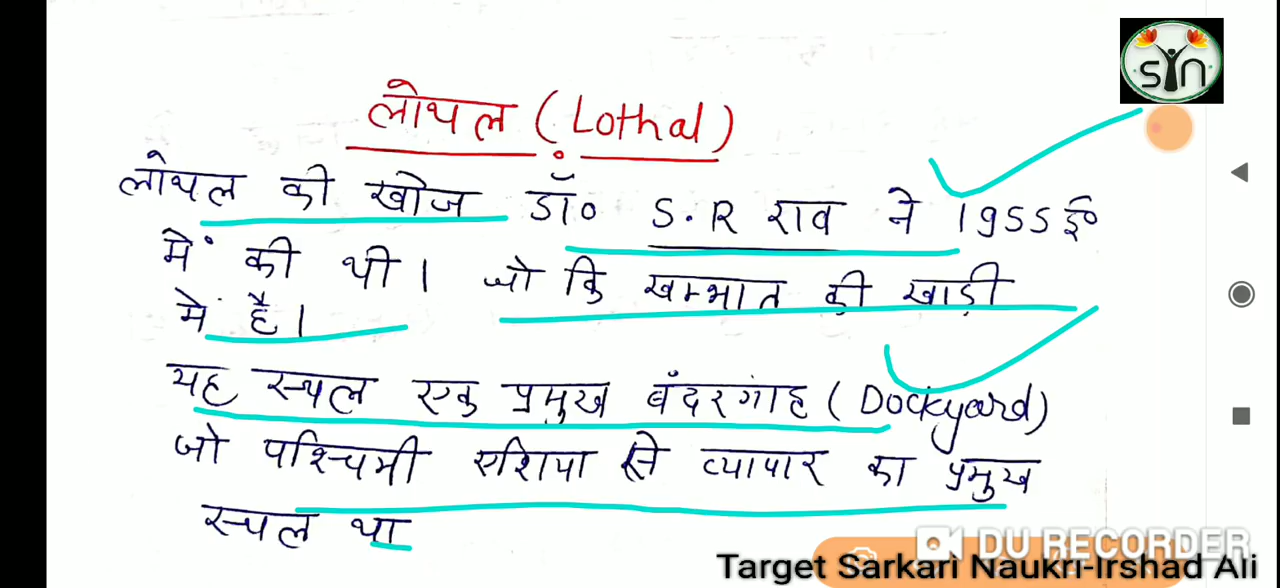 SYn
लोथल (Lothal)
लोथल की खोज डॉ० S.R राव ने 1955 ई०
में की थी। जो कि खम्भात की खाड़ी
में है।
यह स्थल एक प्रमुख बंदरगाह (Dockyard)
जो पश्चिमी एशिया से व्यापार का प्रमुख
स्थल था
DU RECORDER
Target Sarkari Naukri-Irshad Ali